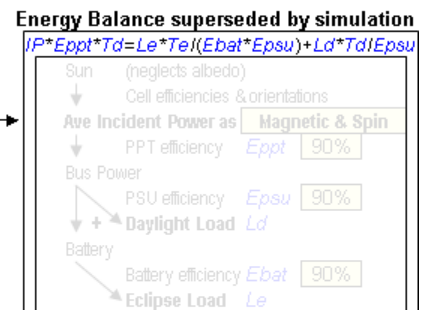 Energy Balance superseded by simulation
IP*Eppt*Td=Le*Te/(Ebat*Epsu)+Ld*Td/Epsu
Sun (neglects albedo)
Cell efficiencies & orientations
Ave Incident Power as Magnetic & Spin
PPT efficiency Eppt 90%
Bus Power
PSU efficiency Epsu 90%
+ Daylight Load Ld
Battery
Battery efficiency Ebat 90%
Eclipse Load Le